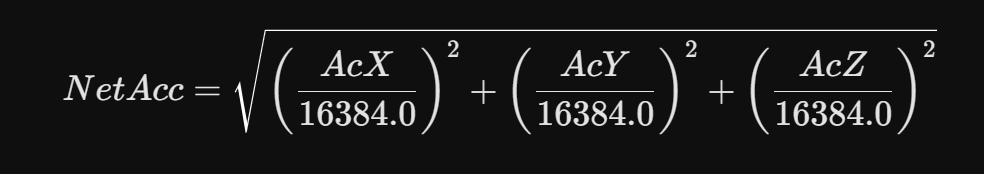 NetAcc = √((AcX/16384.0)² + (AcY/16384.0)² + (AcZ/16384.0)²)